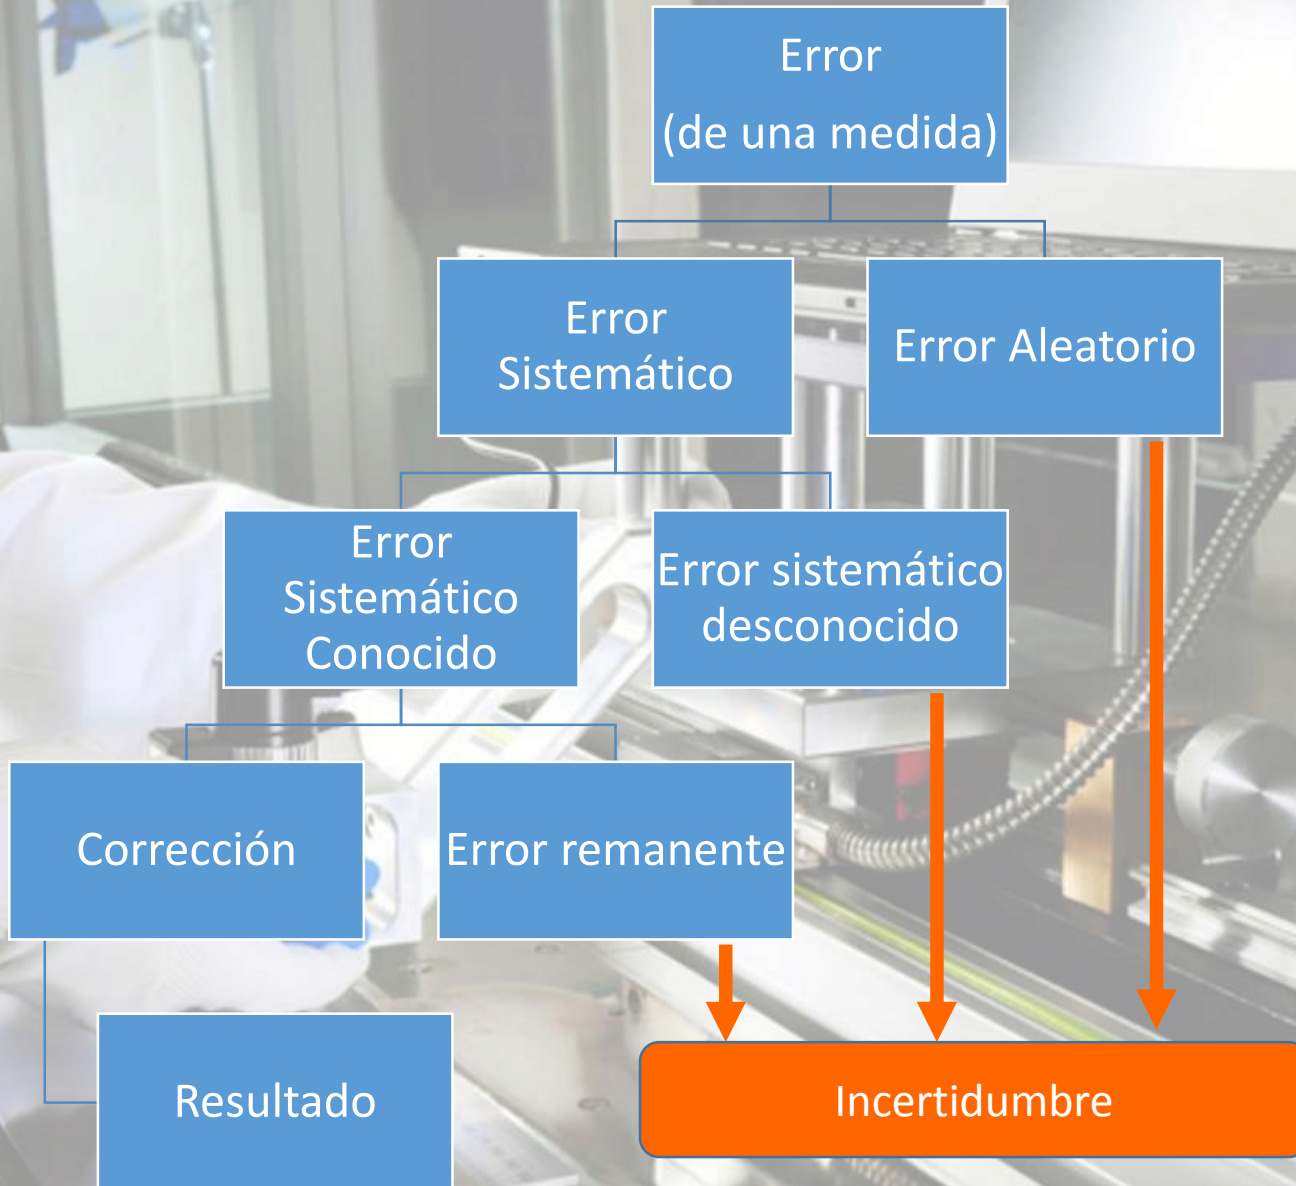 Error
(de una medida)
Error
Sistemático
Error Aleatorio
Error
Sistemático
Conocido
Error sistemático
desconocido
Corrección
Error remanente
Resultado
Incertidumbre